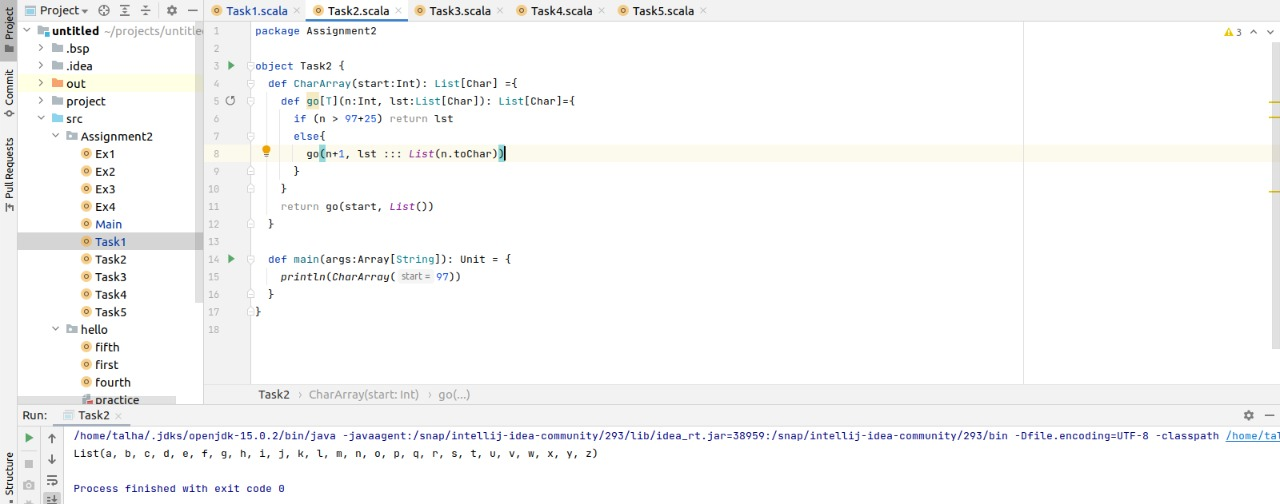 Project
Commit
Pull Requests
Structure
Project
untitled ~/projects/untitle
.bsp
.idea
out
project
src
Assignment2
Ex1
Ex2
Ex3
Ex4
Main
Task1
Task2
Task3
Task4
Task5
hello
fifth
first
fourth
practice
Task1.scala Task2.scala Task3.scala Task4.scala Task5.scala
3
1 package Assignment2
2
3 object Task2 {
4 def CharArray(start:Int): List[Char] ={
5 def go[T](n:Int, lst:List[Char]): List[Char]={
6 if (n > 97+25) return lst
7 else{
8 go(n+1, lst ::: List(n.toChar))
9 }
10 }
11 return go(start, List())
12 }
13
14 def main(args:Array[String]): Unit = {
15 println(CharArray( start = 97))
16 }
17 }
18
Task2 › CharArray(start: Int) › go(...)
Run: Task2
/home/talha/.jdks/openjdk-15.0.2/bin/java -javaagent:/snap/intellij-idea-community/293/lib/idea_rt.jar=38959:/snap/intellij-idea-community/293/bin -Dfile.encoding=UTF-8 -classpath /home/tal
List(a, b, c, d, e, f, g, h, i, j, k, l, m, n, o, p, q, r, s, t, u, v, w, x, y, z)
Process finished with exit code 0